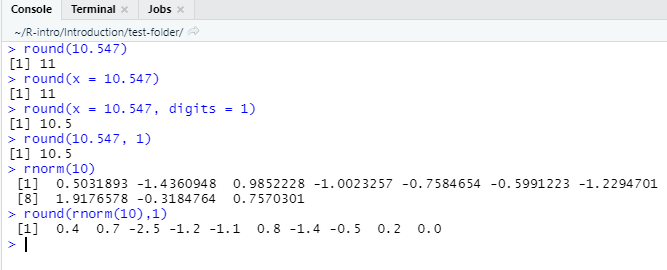 Console Terminal × Jobs ×
~/R-intro/Introduction/test-folder/
> round(10.547)
[1] 11
> round(x = 10.547)
[1] 11
> round(x = 10.547, digits = 1)
[1] 10.5
> round(10.547, 1)
[1] 10.5
> rnorm(10)
 [1]  0.5031893 -1.4360948  0.9852228 -1.0023257 -0.7584654 -0.5991223 -1.2294701
 [8]  1.9176578 -0.3184764  0.7570301
> round(rnorm(10),1)
 [1]  0.4  0.7 -2.5 -1.2 -1.1  0.8 -1.4 -0.5  0.2  0.0
>